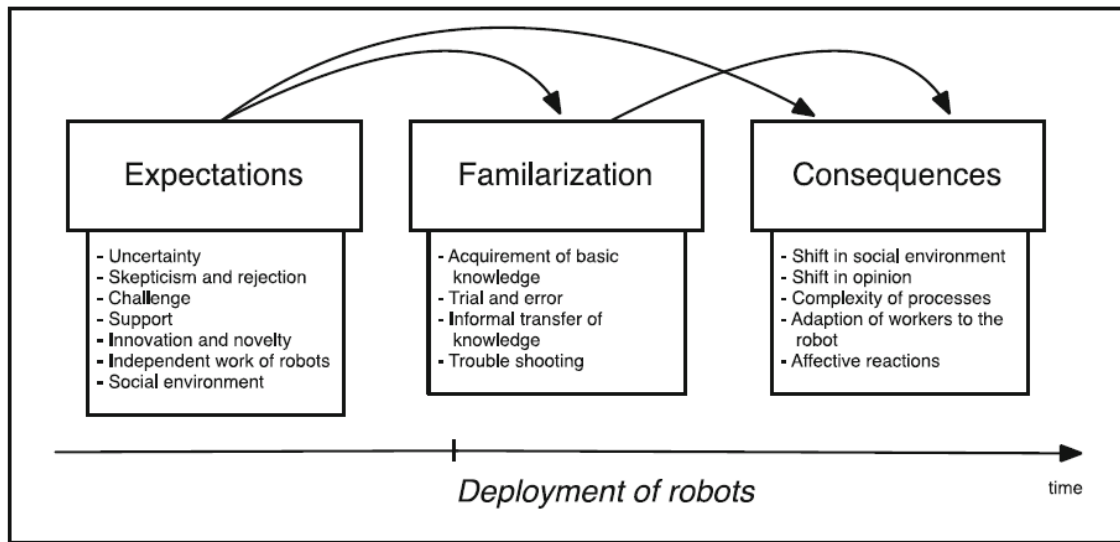 Expectations
- Uncertainty
- Skepticism and rejection
- Challenge
- Support
- Innovation and novelty
- Independent work of robots
- Social environment
Familarization
- Acquirement of basic
knowledge
- Trial and error
- Informal transfer of
knowledge
- Trouble shooting
Consequences
- Shift in social environment
- Shift in opinion
- Complexity of processes
- Adaption of workers to the
robot
- Affective reactions
Deployment of robots
time